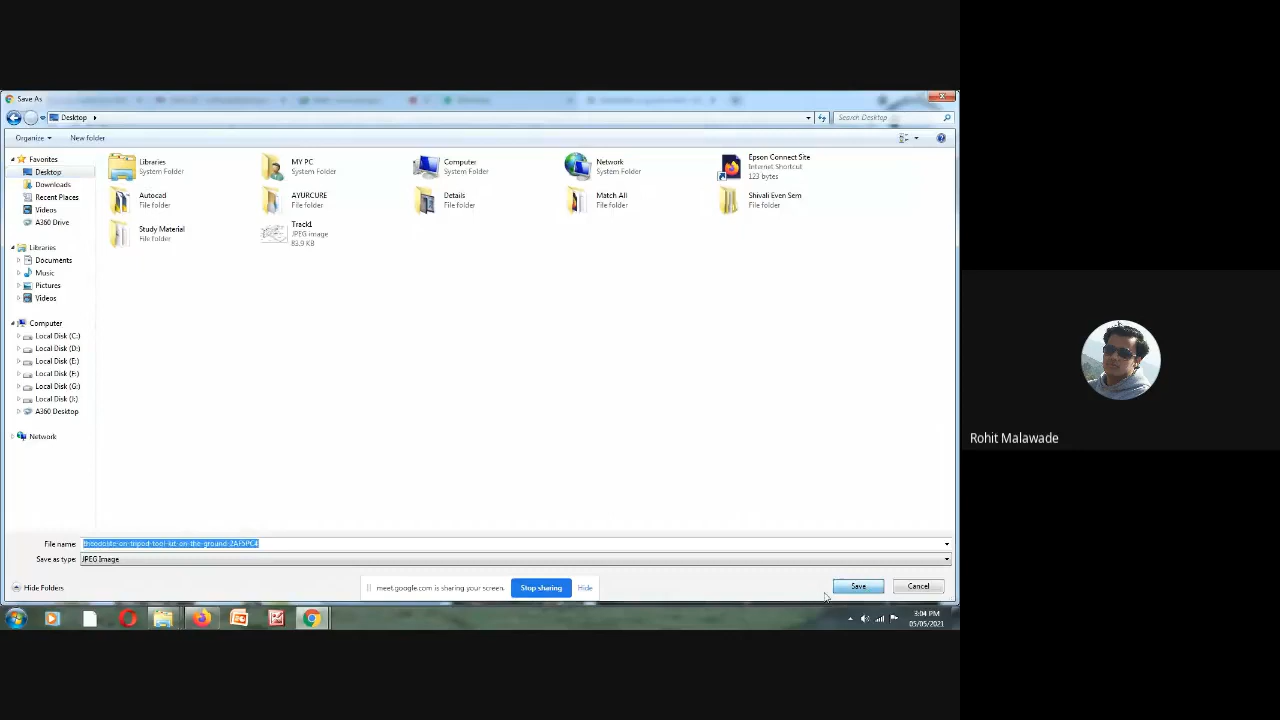 Save As
Desktop
Search Desktop
Organize
New folder
Favorites
Desktop
Downloads
Recent Places
Videos
A360 Drive
Libraries
Documents
Music
Pictures
Videos
Computer
Local Disk (C:)
Local Disk (D:)
Local Disk (E:)
Local Disk (F:)
Local Disk (G:)
Local Disk (I:)
A360 Desktop
Network
Libraries
System Folder
MY PC
System Folder
Computer
System Folder
Network
System Folder
Epson Connect Site
Internet Shortcut
123 bytes
Autocad
File folder
AYURCURE
File folder
Details
File folder
Match All
File folder
Shivali Even Sem
File folder
Study Material
File folder
Track1
JPEG image
83.9 KB
File name:
theodolite-on-tripod-tool-kit-on-the-ground-2AF5PC4
Save as type:
JPEG Image
Hide Folders
meet.google.com is sharing your screen.
Stop sharing
Hide
Save
Cancel
3:04 PM
05/05/2021
Rohit Malawade